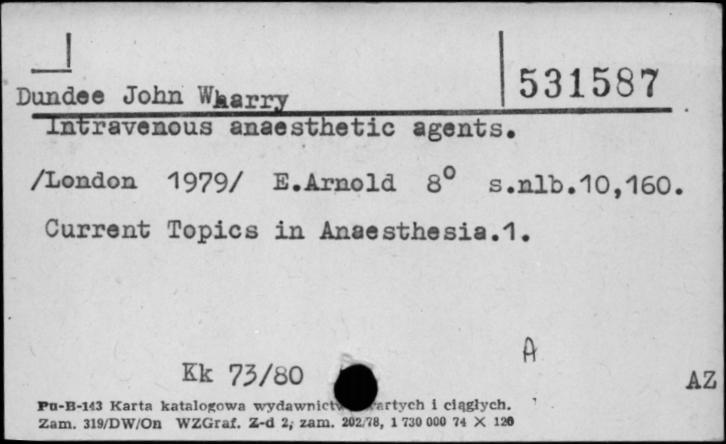 531587
Dundee John Wharry
Intravenous anaesthetic agents.
/London 1979/ E.Arnold 8° s.nlb.10,160.
Current Topics in Anaesthesia.1.
A
Kk 73/80
AZ
Pu-B-143 Karta katalogowa wydawnictw artych i ciągłych.
Zam. 319/DW/On WZGraf. Z-d 2, zam. 202/78, 1 730 000 74 X 120